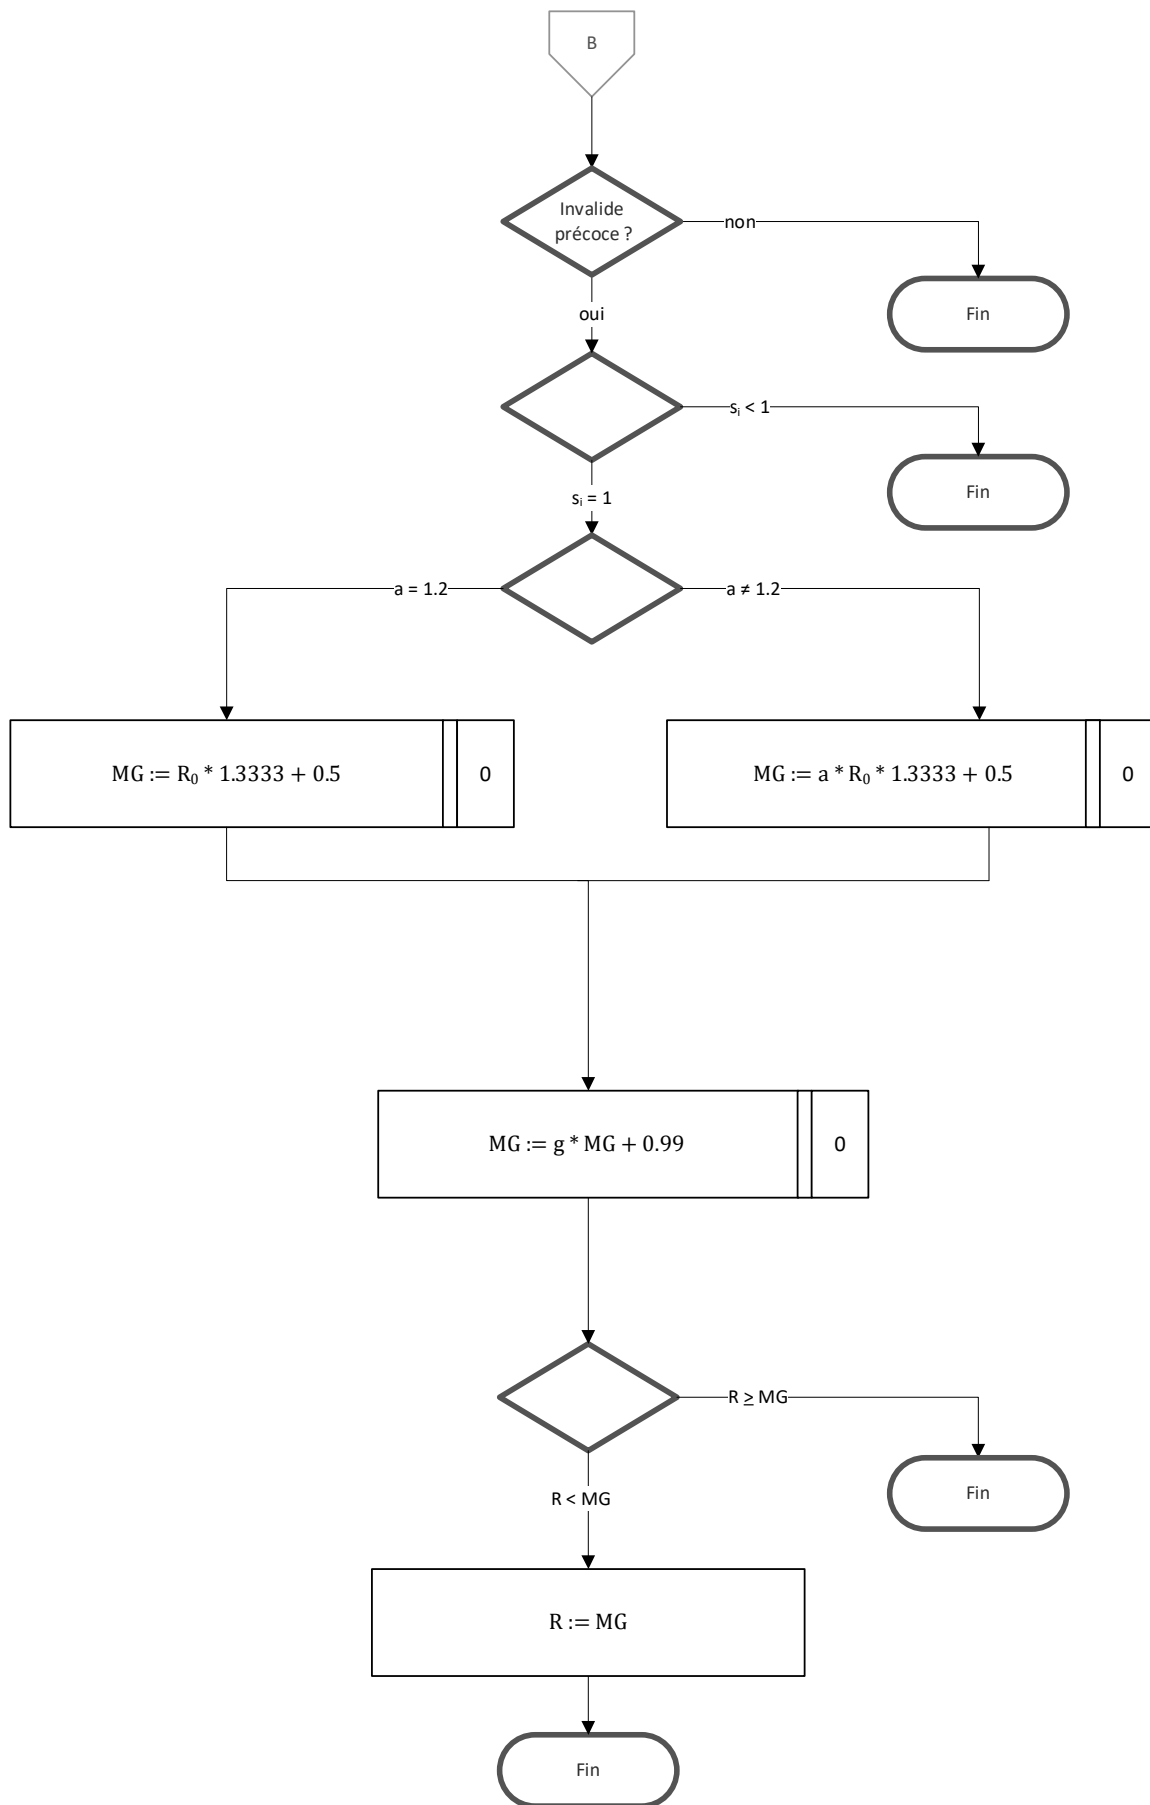 B
Invalide
précoce ?
non
Fin
oui
sᵢ < 1
Fin
sᵢ = 1
a = 1.2
a ≠ 1.2
MG := R₀ * 1.3333 + 0.5
0
MG := a * R₀ * 1.3333 + 0.5
0
MG := g * MG + 0.99
0
R ≥ MG
Fin
R < MG
R := MG
Fin